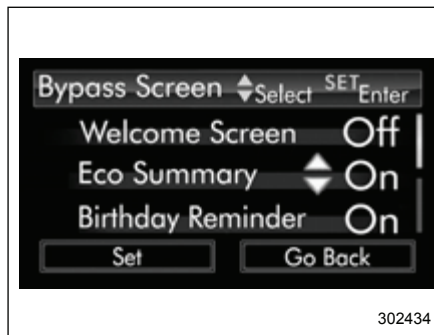 Bypass Screen Select SET Enter
Welcome Screen Off
Eco Summary On
Birthday Reminder On
Set Go Back
302434